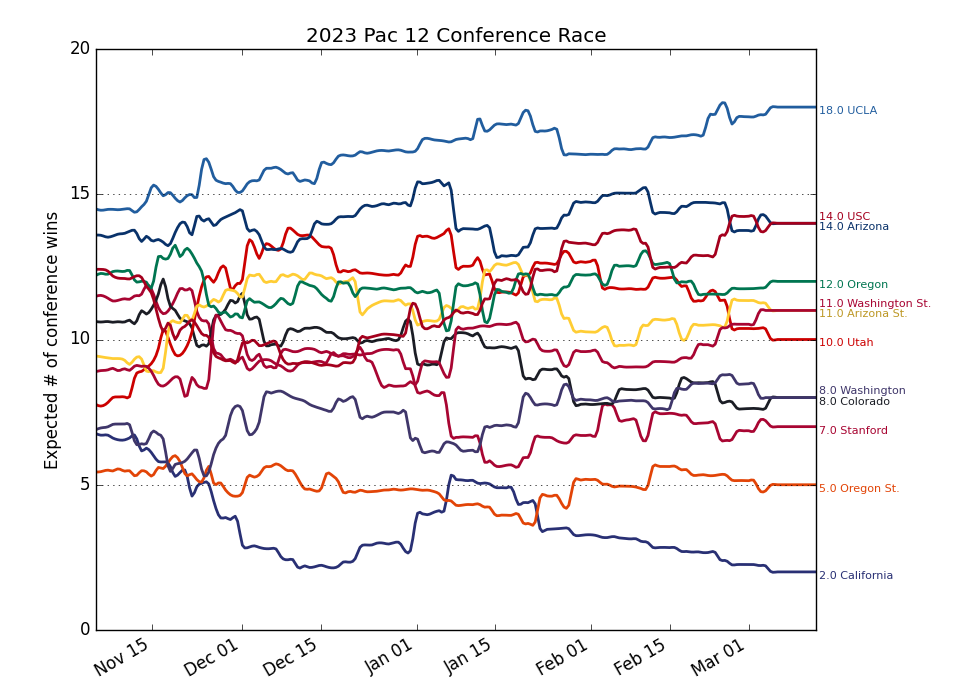 2023 Pac 12 Conference Race
Expected # of conference wins
20
15
10
5
0
Nov 15
Dec 01
Dec 15
Jan 01
Jan 15
Feb 01
Feb 15
Mar 01
18.0 UCLA
14.0 USC
14.0 Arizona
12.0 Oregon
11.0 Washington St.
11.0 Arizona St.
10.0 Utah
8.0 Washington
8.0 Colorado
7.0 Stanford
5.0 Oregon St.
2.0 California